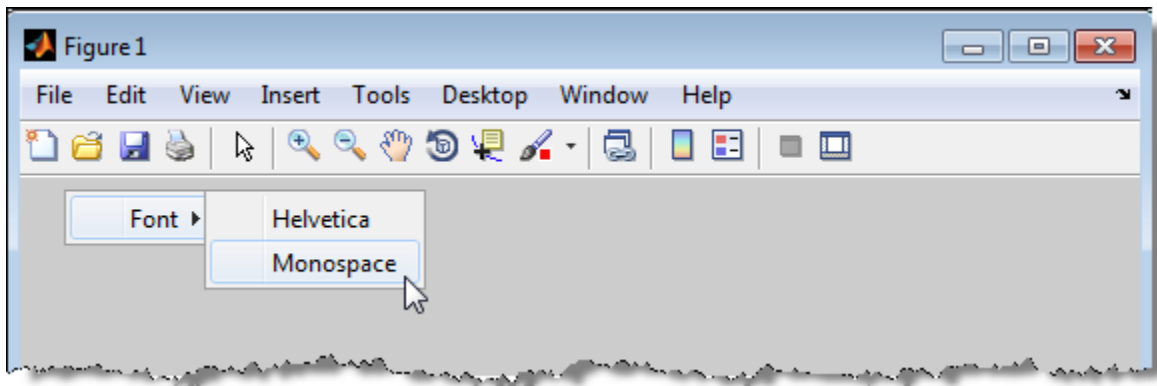 Figure 1
File Edit View Insert Tools Desktop Window Help
Font Helvetica
Monospace